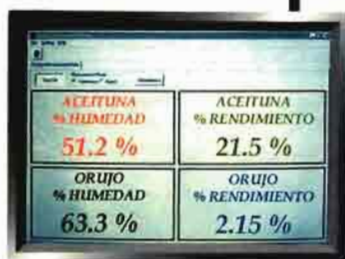 ACEITUNA
% HUMEDAD
51.2 %
ACEITUNA
% RENDIMIENTO
21.5 %
ORUJO
% HUMEDAD
63.3 %
ORUJO
% RENDIMIENTO
2.15 %